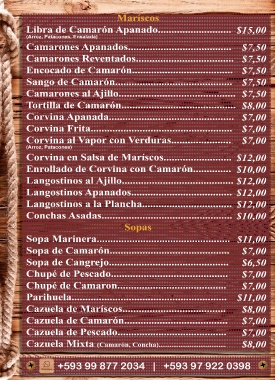 Mariscos
Libra de Camarón Apanado............ $15,00
(Arroz, Patacones, Ensalada)
Camarones Apanados............ $7,50
Camarones Reventados............ $7,50
Encocado de Camarón............ $7,50
Sango de Camarón............ $7,50
Camarones al Ajillo............ $7,50
Tortilla de Camarón............ $8,00
Corvina Apanada............ $7,00
Corvina Frita............ $7,00
Corvina al Vapor con Verduras............ $7,00
(Arroz, Patacones)
Corvina en Salsa de Mariscos............ $12,00
Enrollado de Corvina con Camarón............ $10,00
Langostinos al Ajillo............ $12,00
Langostinos Apanados............ $12,00
Langostinos a la Plancha............ $12,00
Conchas Asadas............ $10,00
Sopas
Sopa Marinera............ $11,00
Sopa de Camarón............ $7,00
Sopa de Cangrejo............ $6,50
Chupé de Pescado............ $7,00
Chupé de Camaron............ $7,00
Parihuela............ $11,00
Cazuela de Mariscos............ $8,00
Cazuela de Camarón............ $7,00
Cazuela de Pescado............ $7,00
Cazuela Mixta (Camarón, Concha)............ $8,00
+593 99 877 2034 | +593 97 922 0398